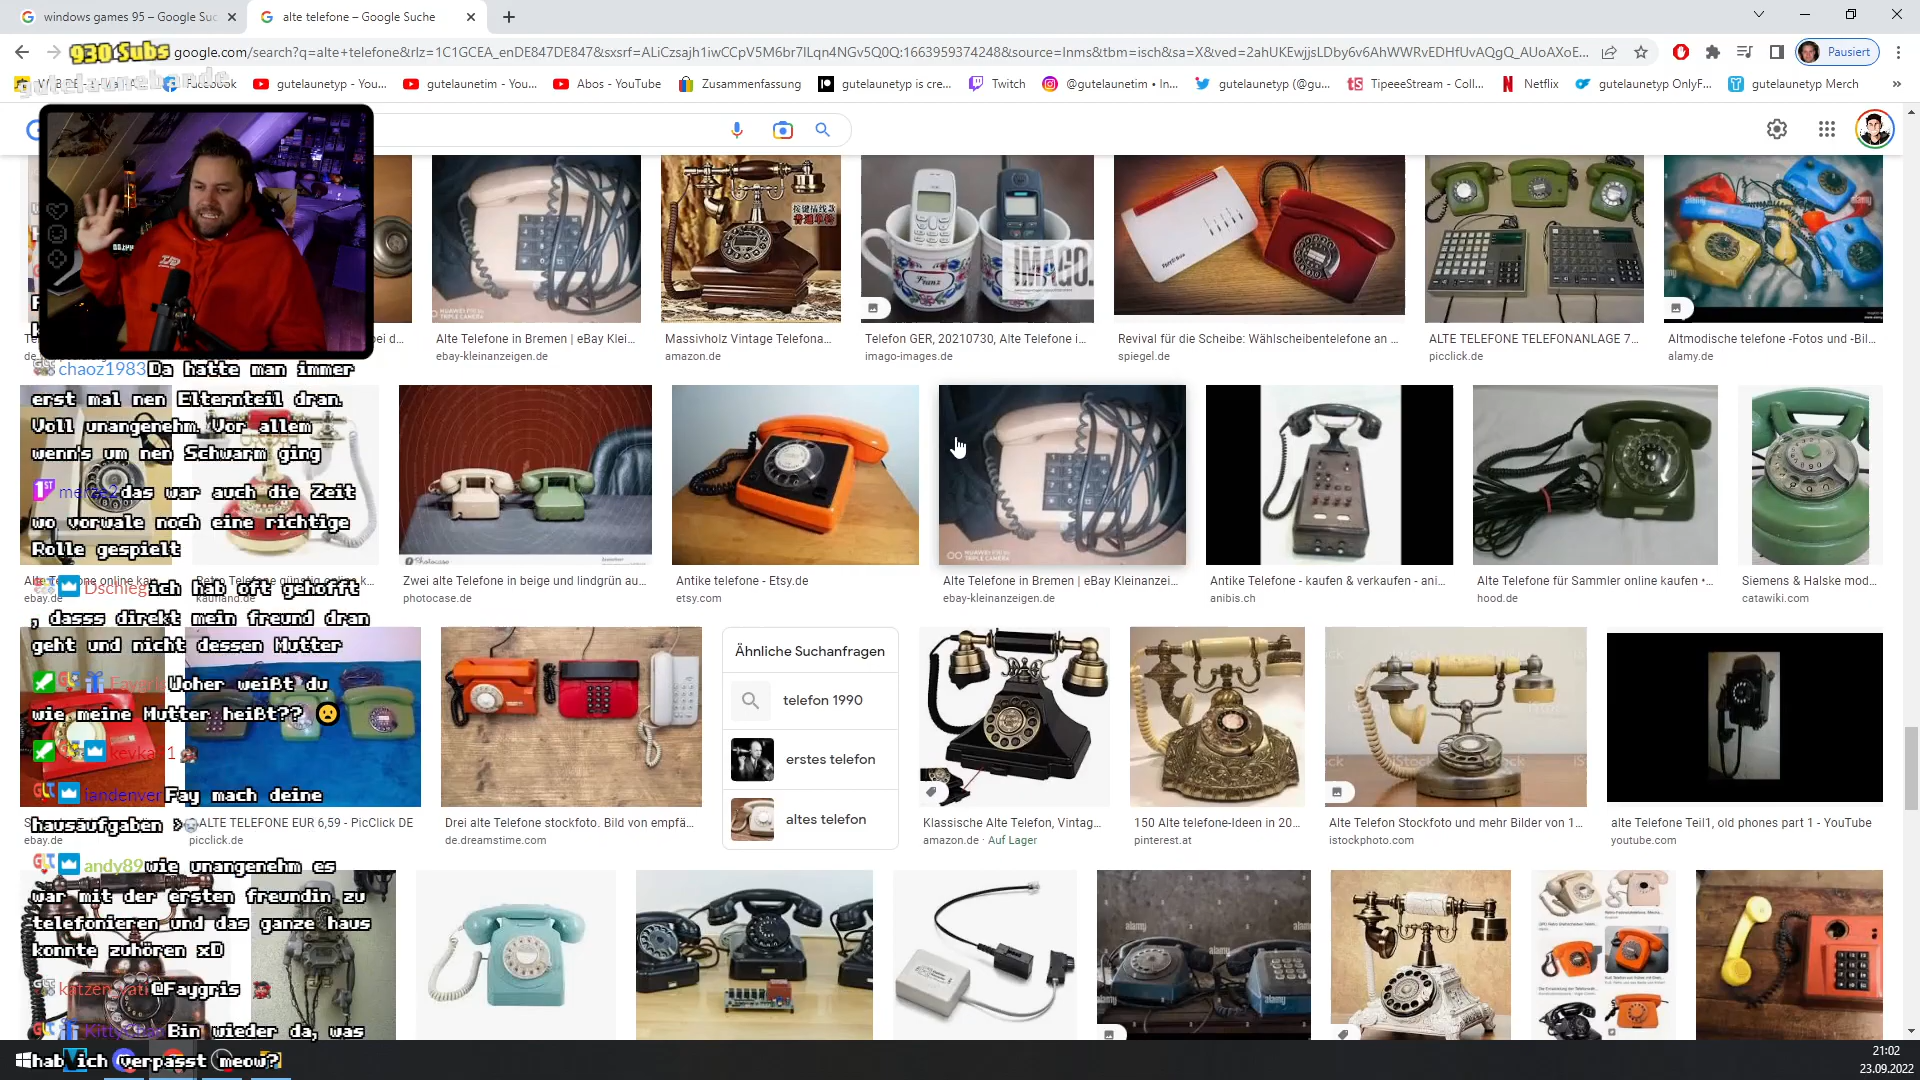 windows games 95 – Google Suc
alte telefone – Google Suche
930 Subs
google.com/search?q=alte+telefone&rlz=1C1GCEA_enDE847DE847&sxsrf=ALiCzsajh1iwCCpV5M6br7ILqn4NGv5Q0Q:1663959374248&source=lnms&tbm=isch&sa=X&ved=2ahUKEwjjsLDby6v6AhWWRvEDHfUvAQgQ_AUoAXoE...
Pausiert
gutelaunebande
Facebook
gutelaunetyp - You...
gutelaunetim - You...
Abos - YouTube
Zusammenfassung
gutelaunetyp is cre...
Twitch
@gutelaunetim • In...
gutelaunetyp (@gu...
TipeeeStream - Coll...
Netflix
gutelaunetyp OnlyF...
gutelaunetyp Merch
»
IMAGO.
Franz
Alte Telefone in Bremen | eBay Klei...
ebay-kleinanzeigen.de
Massivholz Vintage Telefona...
amazon.de
Telefon GER, 20210730, Alte Telefone i...
imago-images.de
Revival für die Scheibe: Wählscheibentelefone an ...
spiegel.de
ALTE TELEFONE TELEFONANLAGE 7...
picclick.de
Altmodische telefone -Fotos und -Bil...
alamy.de
chaoz1983 Da hatte man immer
erst mal nen Elternteil dran.
Voll unangenehm. Vor allem
wenn's um nen Schwarm ging
das war auch die Zeit
wo vorwale noch eine richtige
Rolle gespielt
Zwei alte Telefone in beige und lindgrün au...
photocase.de
Antike telefone - Etsy.de
etsy.com
Alte Telefone in Bremen | eBay Kleinanzei...
ebay-kleinanzeigen.de
Antike Telefone - kaufen & verkaufen - ani...
anibis.ch
Alte Telefone für Sammler online kaufen •...
hood.de
Siemens & Halske mod...
catawiki.com
ebay.de
kaufland.de
Dschieg ich hab oft gehofft
, dasss direkt mein freund dran
geht und nicht dessen Mutter
Faygris Woher weißt du
wie meine Mutter heißt??
Ähnliche Suchanfragen
telefon 1990
erstes telefon
altes telefon
iandenver Fay mach deine
hausaufgaben >
ALTE TELEFONE EUR 6,59 - PicClick DE
ebay.de
picclick.de
Drei alte Telefone stockfoto. Bild von empfä...
de.dreamstime.com
Klassische Alte Telefon, Vintag...
amazon.de · Auf Lager
150 Alte telefone-Ideen in 20...
pinterest.at
Alte Telefon Stockfoto und mehr Bilder von 1...
istockphoto.com
alte Telefone Teil1, old phones part 1 - YouTube
youtube.com
andy89 wie unangenehm es
war mit der ersten freundin zu
telefonieren und das ganze haus
konnte zuhören xD
@Faygris
Bin wieder da, was
hab ich verpasst meow?
21:02
23.09.2022